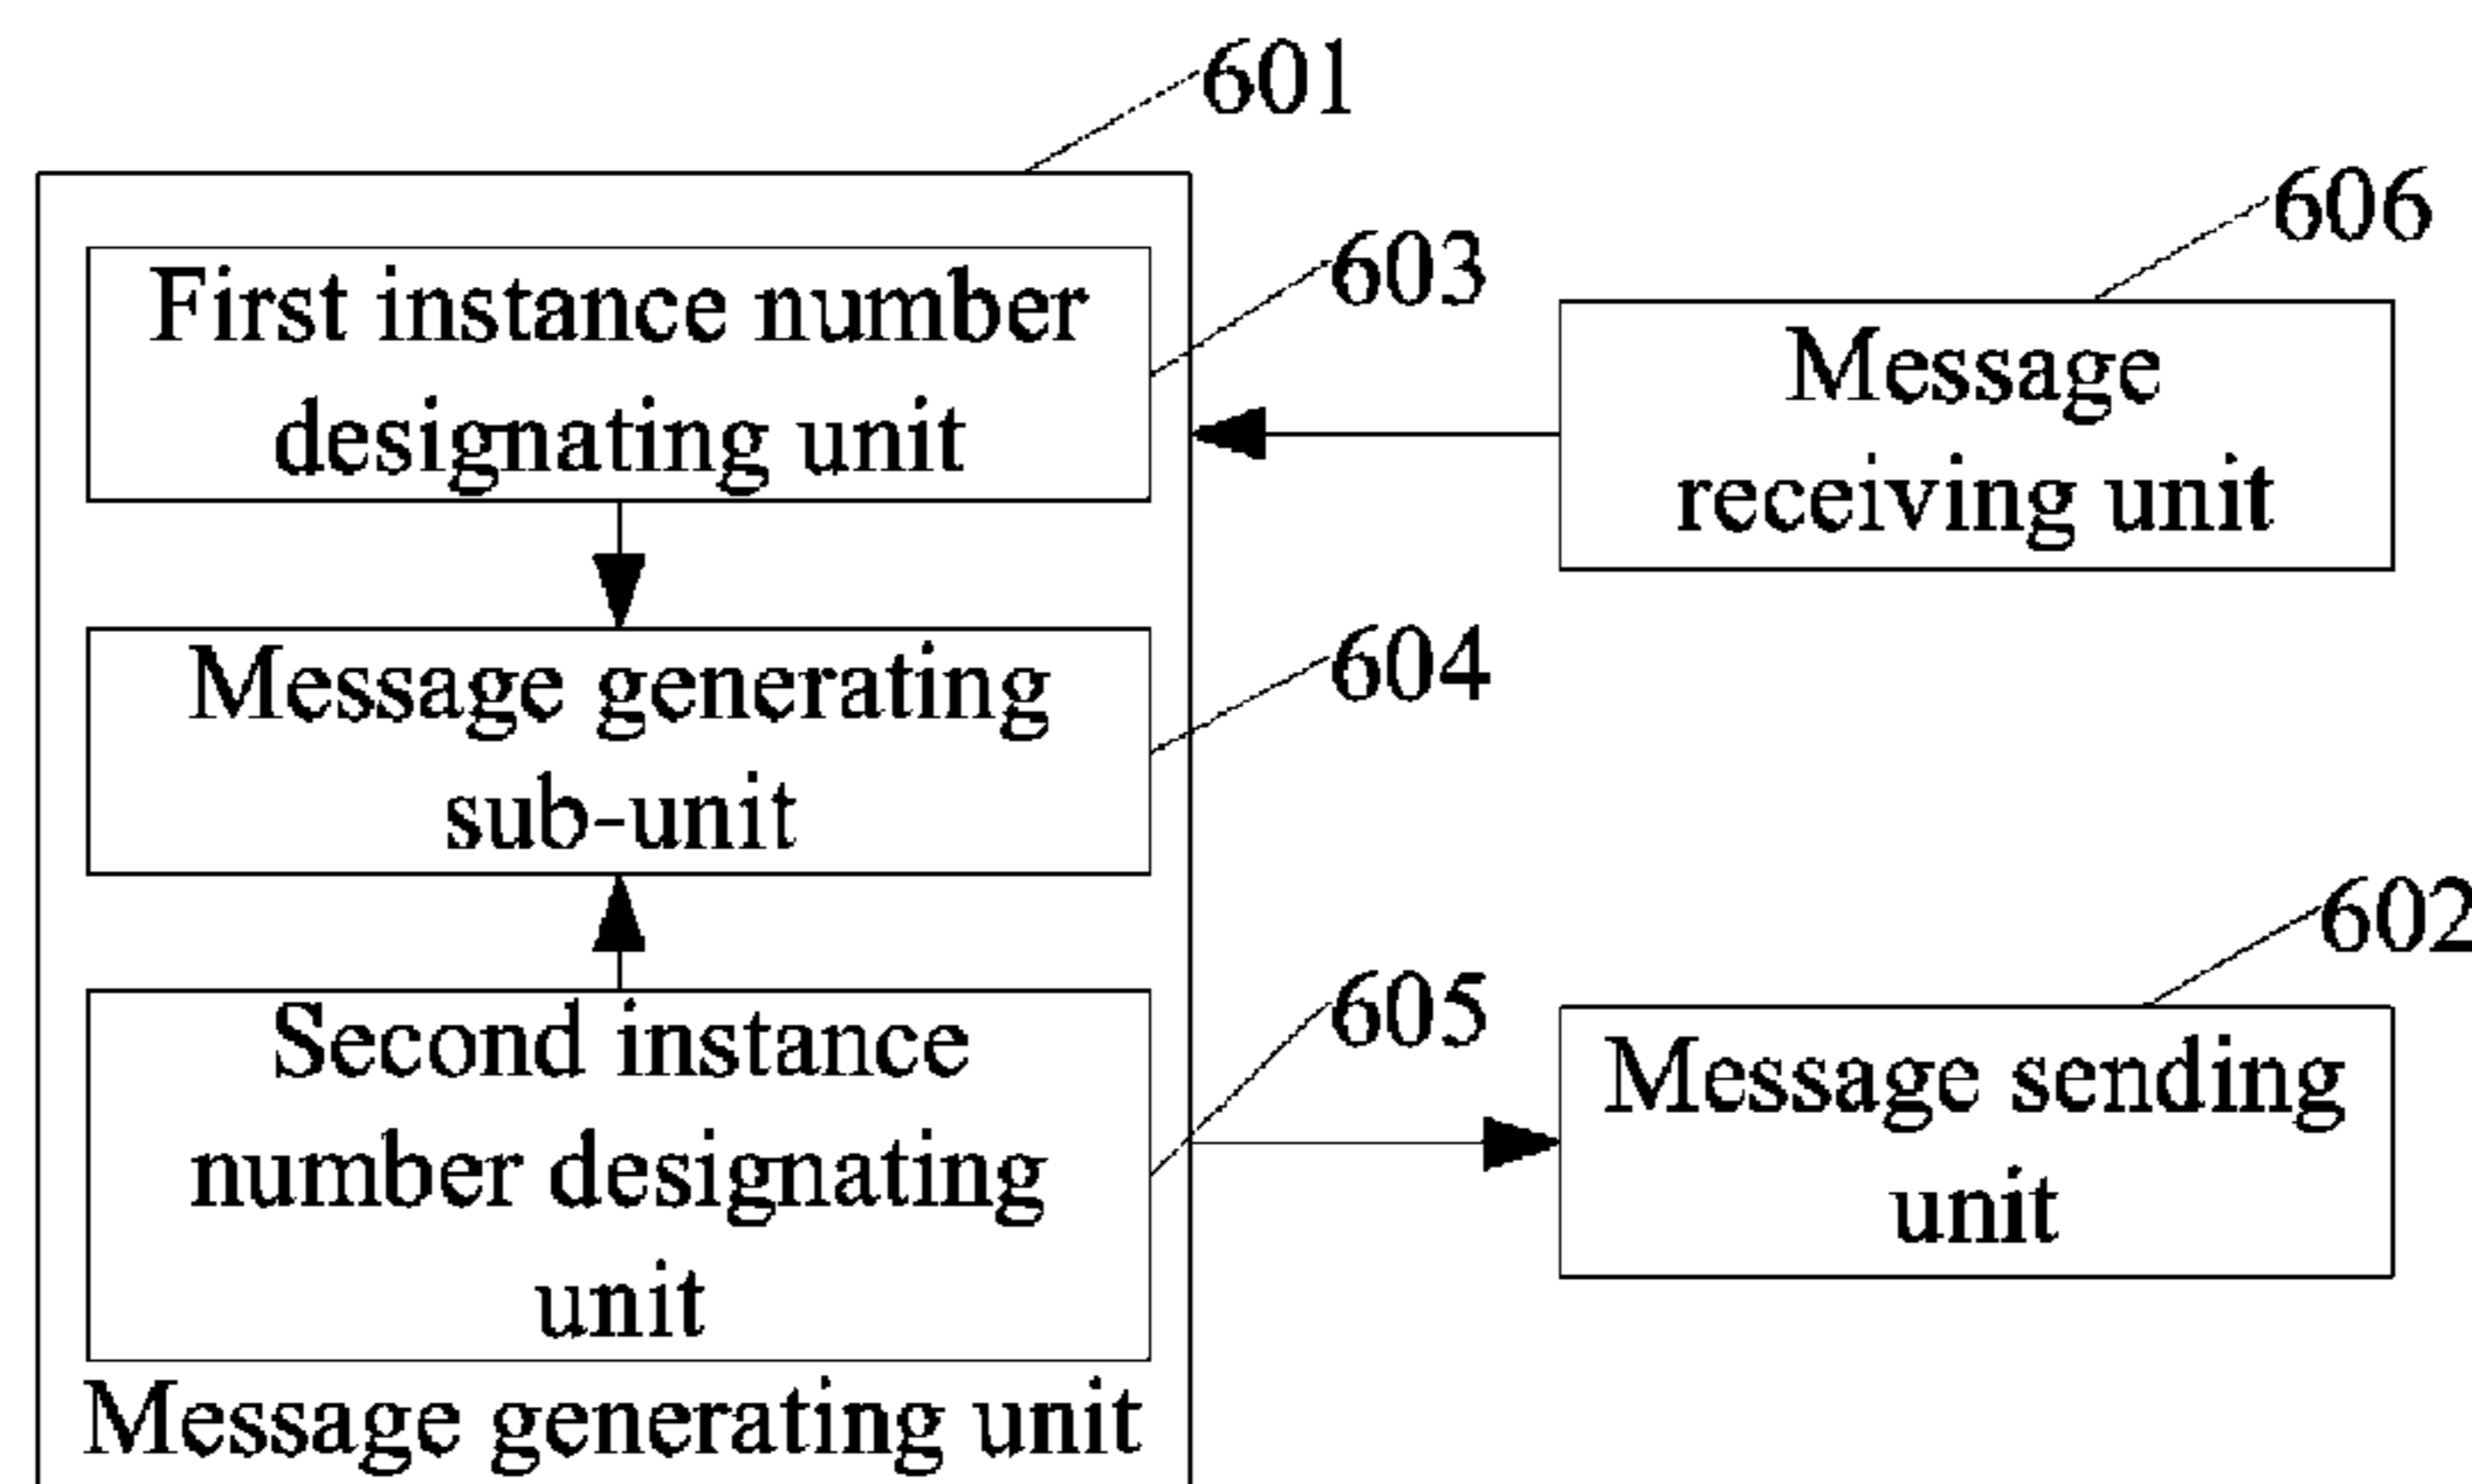 601
606
First instance number
designating unit
603
Message
receiving unit
Message generating
sub-unit
604
602
Second instance
number designating
unit
605
Message sending
unit
Message generating unit